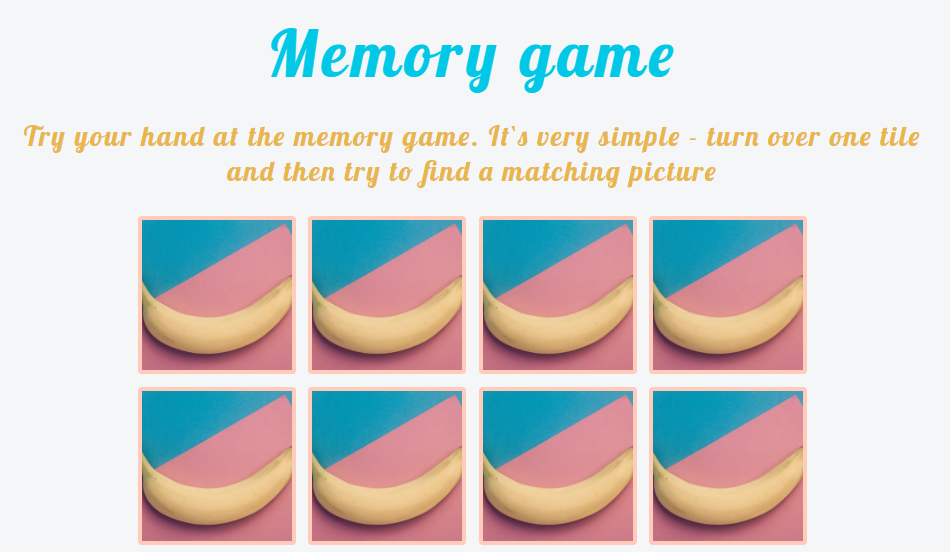 Memory game
Try your hand at the memory game. It`s very simple - turn over one tile
and then try to find a matching picture